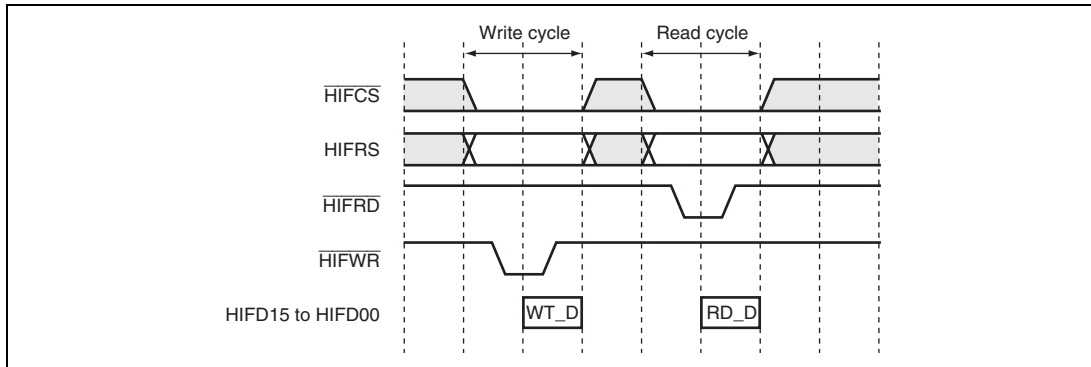 Write cycle Read cycle
HIFCS
HIFRS
HIFRD
HIFWR
HIFD15 to HIFD00 WT_D RD_D